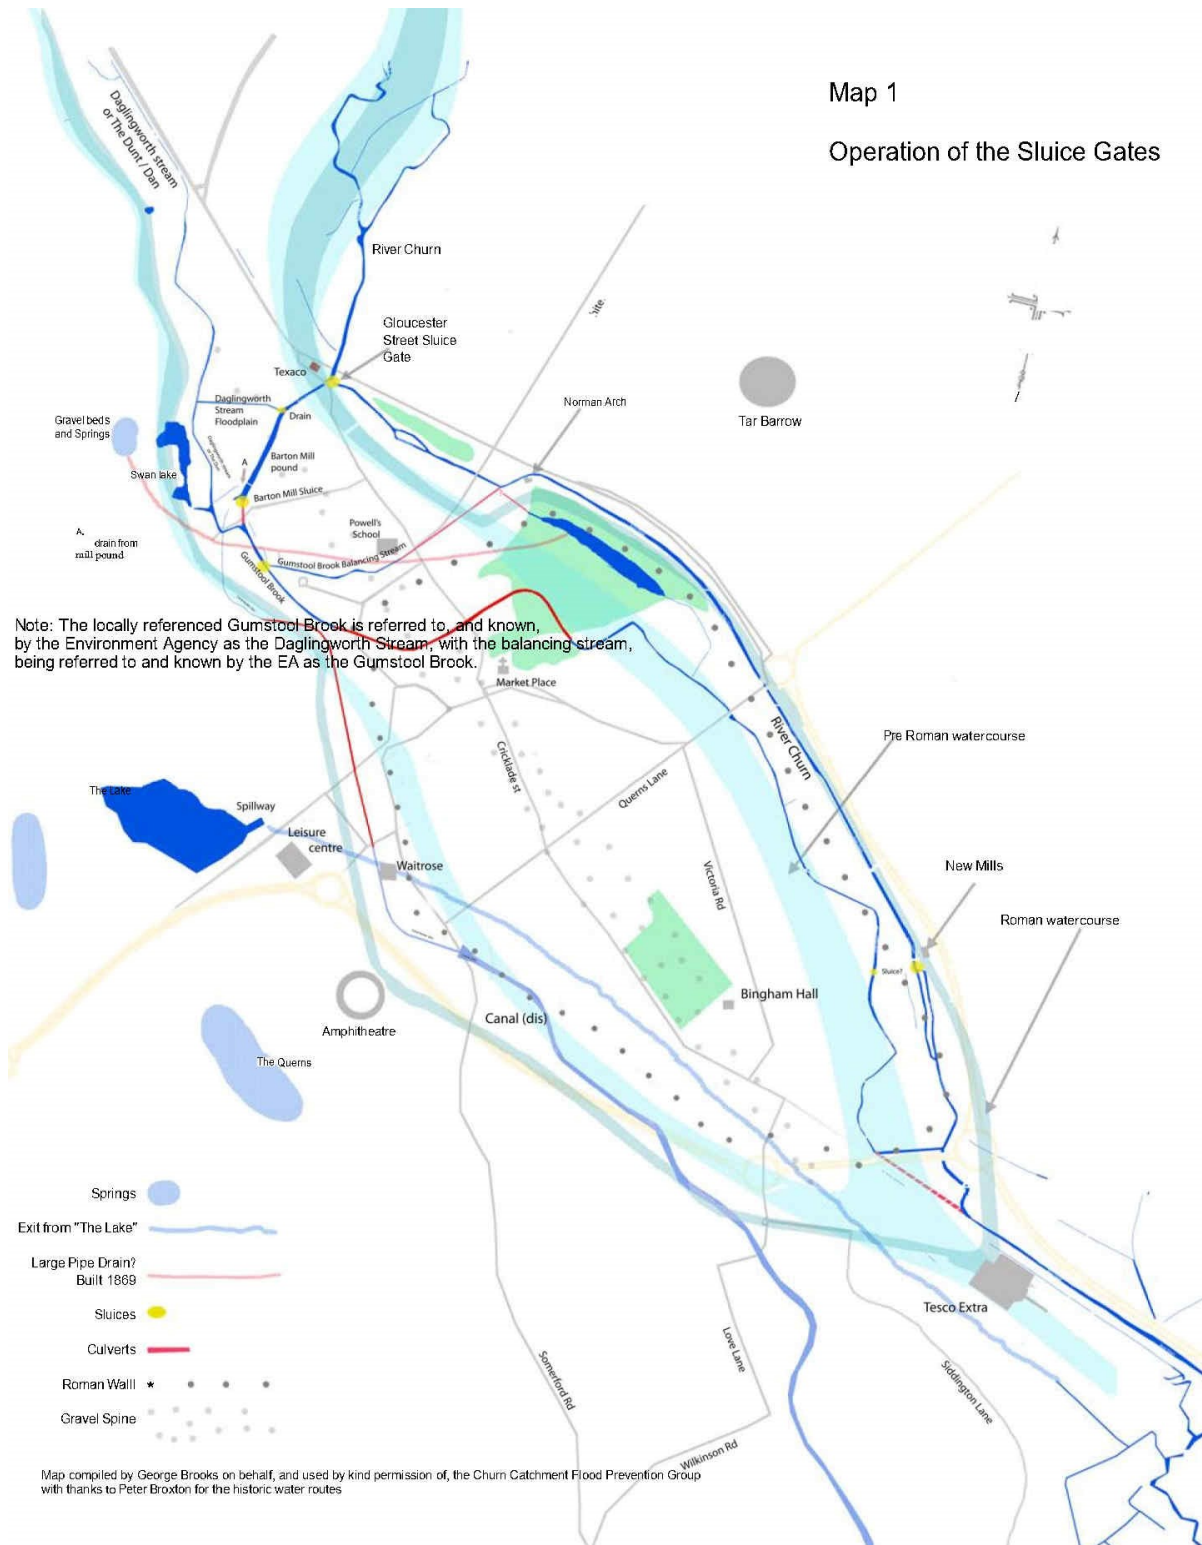 Map 1
Operation of the Sluice Gates
Daglingworth stream
or The Dunt / Dan
River Churn
Gloucester
Street Sluice
Gate
Site.
Texaco
Norman Arch
Tar Barrow
Daglingworth
Stream
Floodplain
Drain
Gravel beds
and Springs
Swan lake
A
Barton Mill
pound
Barton Mill Sluice
A.
drain from
mill pound
Powell's
School
Gumstool Brook Balancing Stream
Gumstool Brook
Note: The locally referenced Gumstool Brook is referred to, and known,
by the Environment Agency as the Daglingworth Stream, with the balancing stream,
being referred to and known by the EA as the Gumstool Brook.
Market Place
River Churn
Pre Roman watercourse
Cricklade st
Querns Lane
The Lake
Spillway
Leisure
centre
Waitrose
Victoria Rd
New Mills
Roman watercourse
Sluice?
Bingham Hall
Canal (dis)
Amphitheatre
The Querns
Springs
Exit from "The Lake"
Large Pipe Drain?
Built 1869
Sluices
Culverts
Roman Walll *
Gravel Spine
Tesco Extra
Love Lane
Somerford Rd
Siddington Lane
Wilkinson Rd
Map compiled by George Brooks on behalf, and used by kind permission of, the Churn Catchment Flood Prevention Group
with thanks to Peter Broxton for the historic water routes